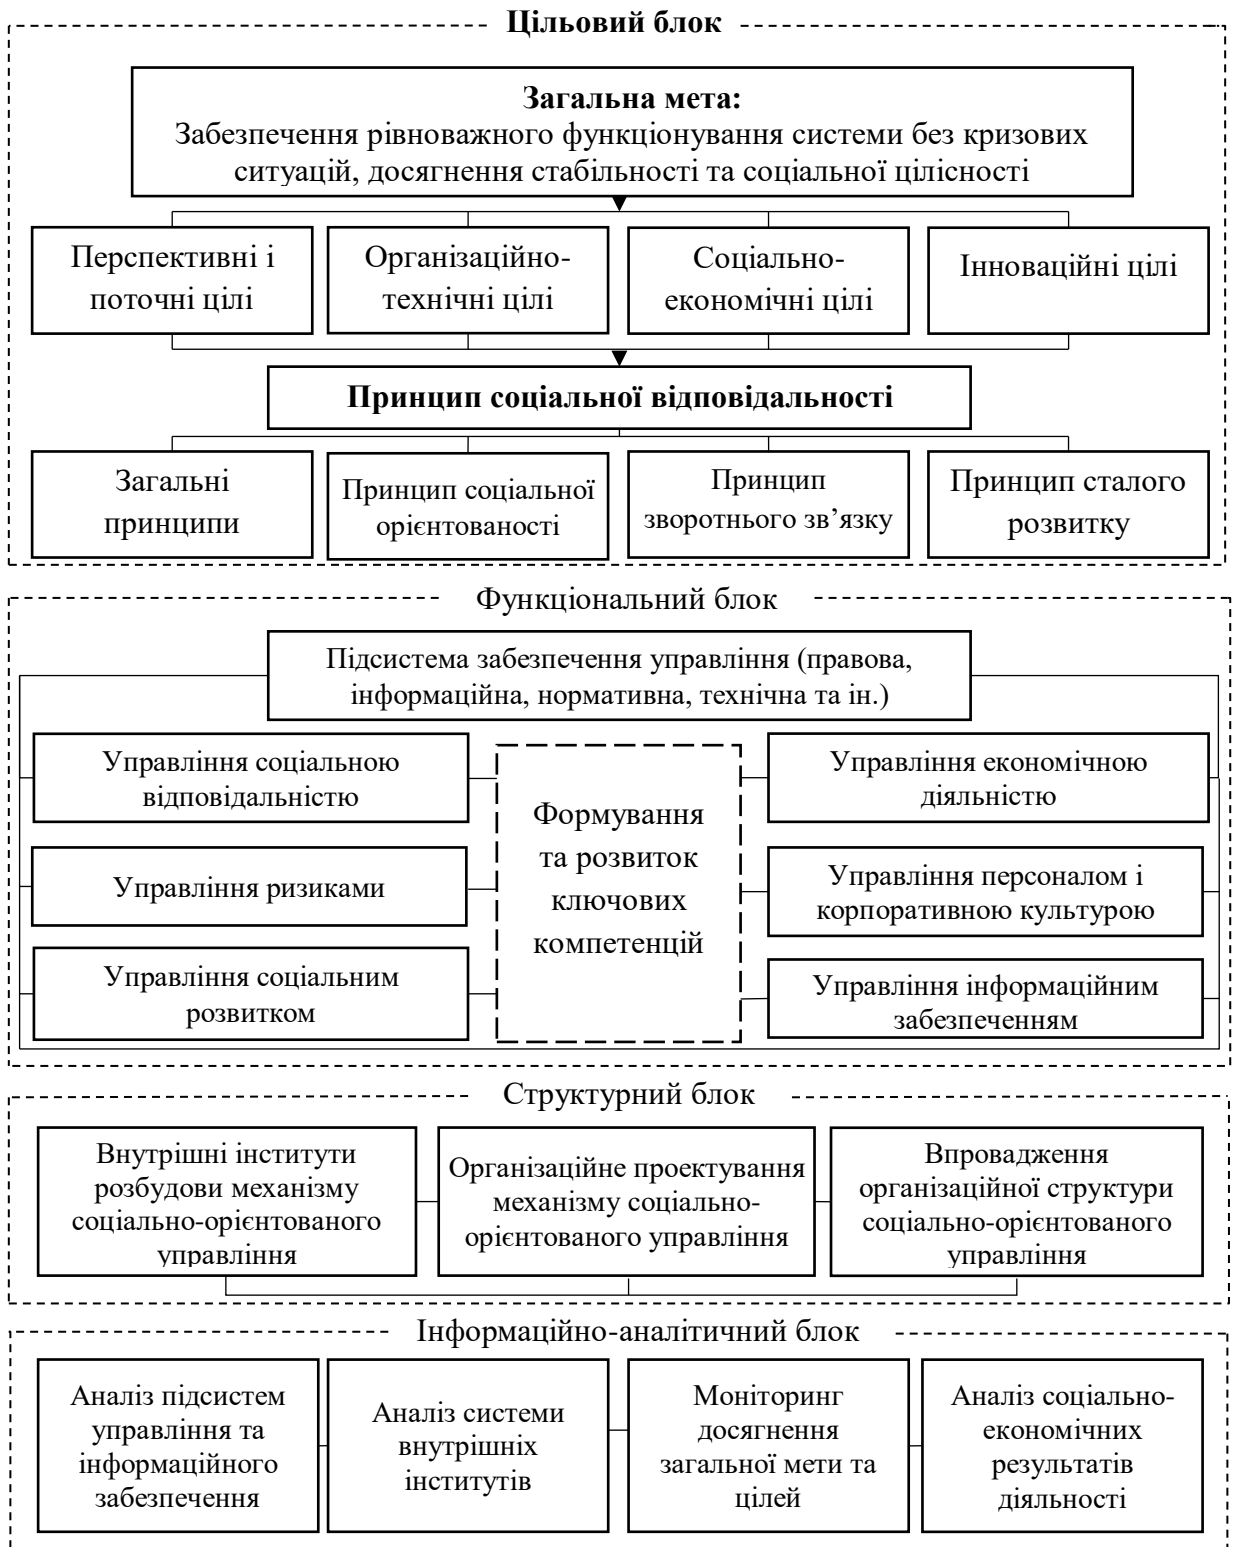 Цільовий блок
Загальна мета:
Забезпечення рівноважного функціонування системи без кризових
ситуацій, досягнення стабільності та соціальної цілісності
Перспективні і
поточні цілі
Організаційно-
технічні цілі
Соціально-
економічні цілі
Інноваційні цілі
Принцип соціальної відповідальності
Загальні
принципи
Принцип соціальної
орієнтованості
Принцип
зворотнього зв’язку
Принцип сталого
розвитку
Функціональний блок
Підсистема забезпечення управління (правова,
інформаційна, нормативна, технічна та ін.)
Управління соціальною
відповідальністю
Управління ризиками
Управління соціальним
розвитком
Формування
та розвиток
ключових
компетенцій
Управління економічною
діяльністю
Управління персоналом і
корпоративною культурою
Управління інформаційним
забезпеченням
Структурний блок
Внутрішні інститути
розбудови механізму
соціально-орієнтованого
управління
Організаційне проектування
механізму соціально-
орієнтованого управління
Впровадження
організаційної структури
соціально-орієнтованого
управління
Інформаційно-аналітичний блок
Аналіз підсистем
управління та
інформаційного
забезпечення
Аналіз системи
внутрішніх
інститутів
Моніторинг
досягнення
загальної мети та
цілей
Аналіз соціально-
економічних
результатів
діяльності